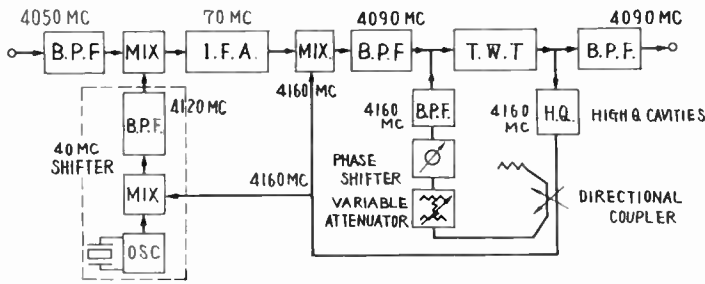 4050 MC
70 MC
4090 MC
4090 MC
B.P.F
MIX
I.F.A.
MIX.
B.P.F
T.W.T
B.P.F.
4160 MC
4120 MC
B.P.F.
4160 MC
B.P.F.
4160 MC
H.Q.
HIGH Q CAVITIES
40 MC
SHIFTER
PHASE
SHIFTER
4160 MC
MIX
VARIABLE
ATTENUATOR
DIRECTIONAL
COUPLER
OSC